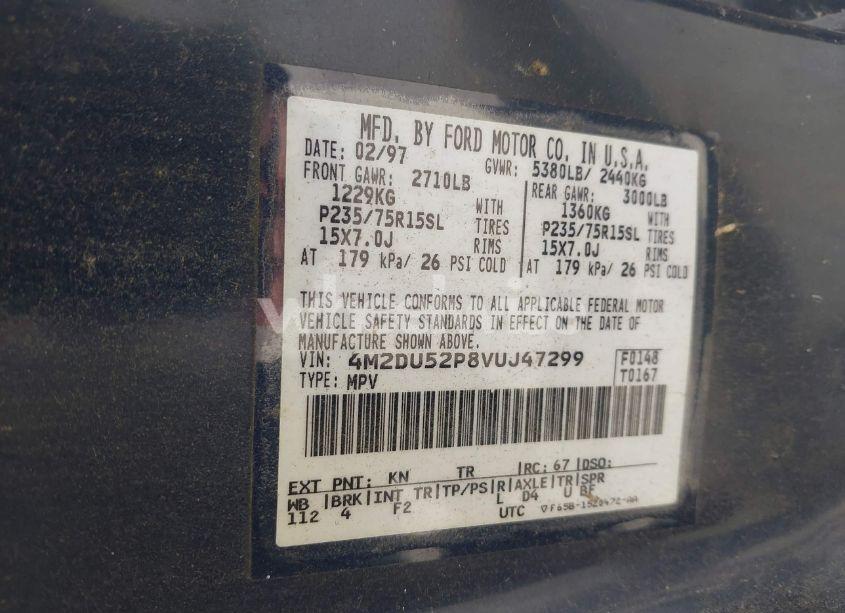 MFD. BY FORD MOTOR CO. IN U.S.A.
DATE: 02/97 GVWR: 5380LB/ 2440KG
FRONT GAWR: 2710LB REAR GAWR: 3000LB
1229KG WITH 1360KG WITH
P235/75R15SL TIRES P235/75R15SL TIRES
15X7.0J RIMS 15X7.0J RIMS
AT 179 kPa/ 26 PSI COLD AT 179 kPa/ 26 PSI COLD
THIS VEHICLE CONFORMS TO ALL APPLICABLE FEDERAL MOTOR
VEHICLE SAFETY STANDARDS IN EFFECT ON THE DATE OF
MANUFACTURE SHOWN ABOVE.
VIN: 4M2DU52P8VUJ47299 F0148
TYPE: MPV T0167
EXT PNT: KN TR RC: 67 DSO:
WB BRK INT TR TP/PS R AXLE TR SPR
112 4 F2 L D4 U BF
UTC